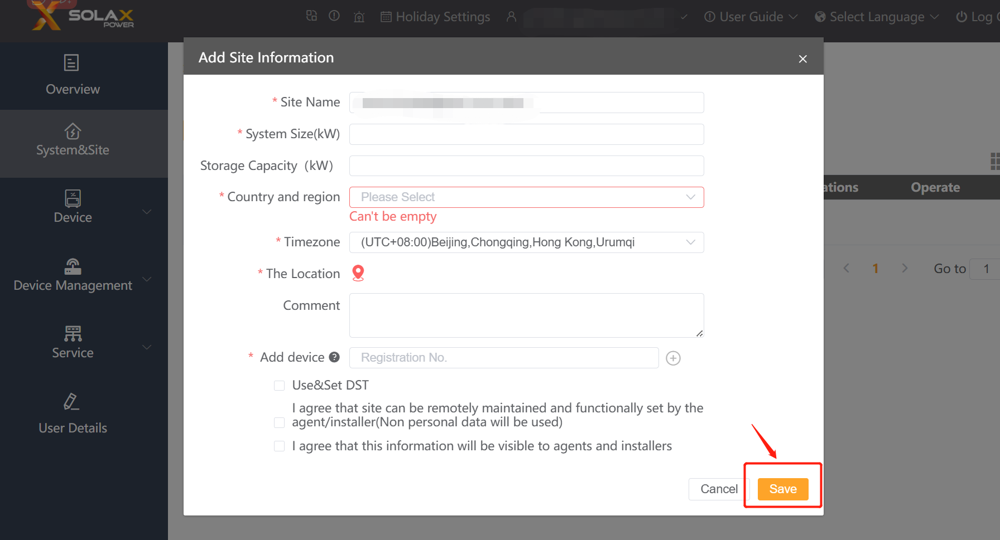 SOLAX
POWER
Holiday Settings
User Guide
Select Language
Log
Overview
System&Site
Device
Device Management
Service
User Details
Add Site Information
* Site Name
* System Size(kW)
Storage Capacity（kW）
* Country and region
Please Select
Can't be empty
* Timezone
(UTC+08:00)Beijing,Chongqing,Hong Kong,Urumqi
* The Location
Comment
* Add device ?
Registration No.
Use&Set DST
I agree that site can be remotely maintained and functionally set by the
agent/installer(Non personal data will be used)
I agree that this information will be visible to agents and installers
Cancel
Save
ations
Operate
1
Go to
1